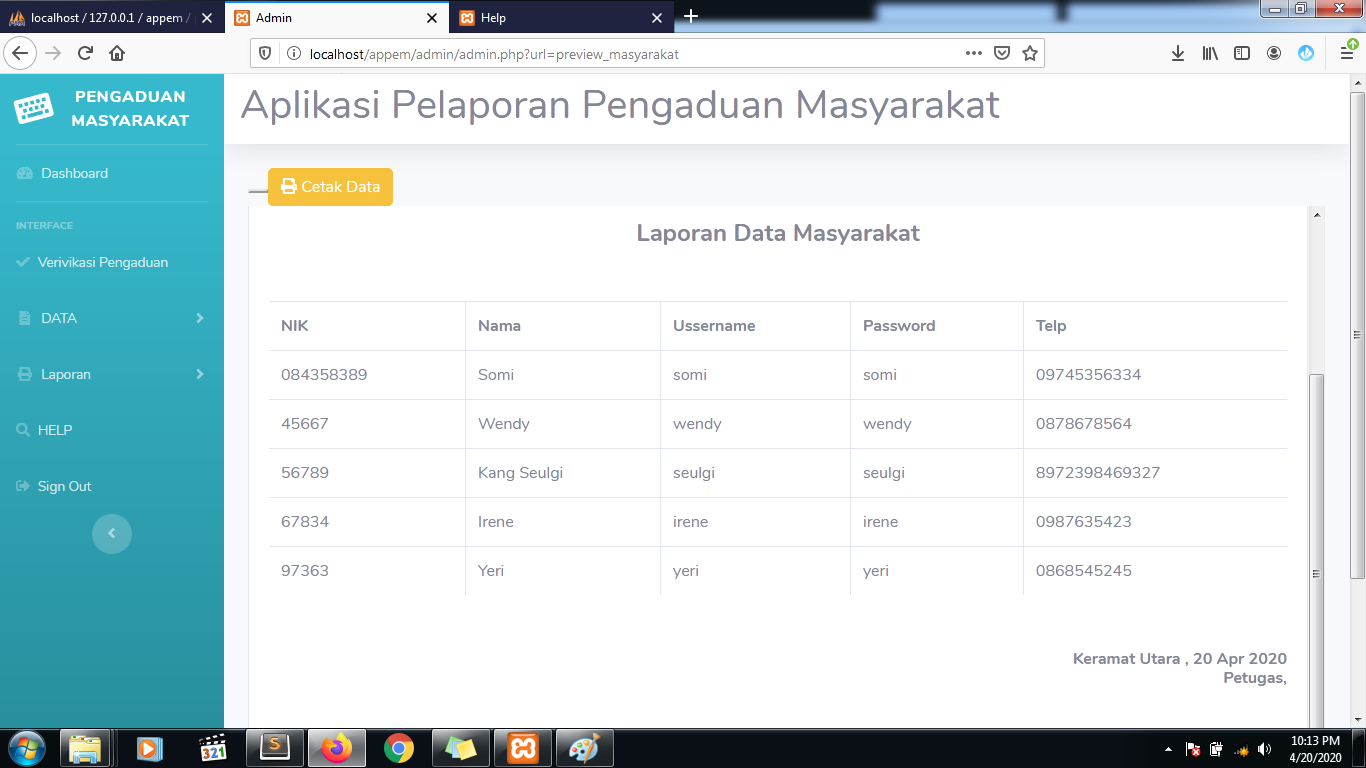 localhost / 127.0.0.1 / appem /
Admin
Help
localhost/appem/admin/admin.php?url=preview_masyarakat
PENGADUAN
MASYARAKAT
Dashboard
INTERFACE
Verivikasi Pengaduan
DATA
Laporan
HELP
Sign Out
Aplikasi Pelaporan Pengaduan Masyarakat
Cetak Data
Laporan Data Masyarakat
NIK Nama Ussername Password Telp
084358389 Somi somi somi 09745356334
45667 Wendy wendy wendy 0878678564
56789 Kang Seulgi seulgi seulgi 8972398469327
67834 Irene irene irene 0987635423
97363 Yeri yeri yeri 0868545245
Keramat Utara , 20 Apr 2020
Petugas,
321
10:13 PM
4/20/2020